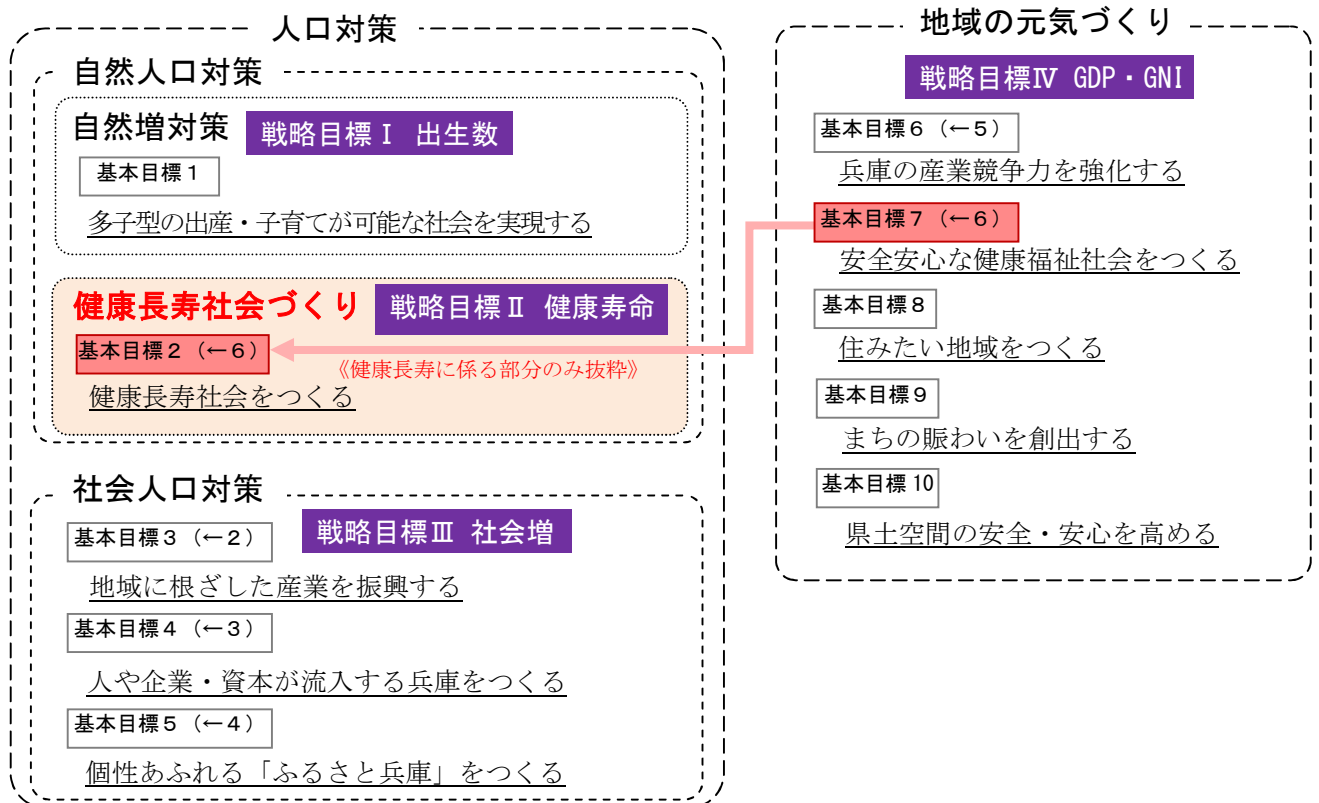 人口対策
自然人口対策
自然増対策
戦略目標Ⅰ 出生数
基本目標1
多子型の出産・子育てが可能な社会を実現する
健康長寿社会づくり
戦略目標Ⅱ 健康寿命
基本目標2（←6）
《健康長寿に係る部分のみ抜粋》
健康長寿社会をつくる
社会人口対策
戦略目標Ⅲ 社会増
基本目標3（←2）
地域に根ざした産業を振興する
基本目標4（←3）
人や企業・資本が流入する兵庫をつくる
基本目標5（←4）
個性あふれる「ふるさと兵庫」をつくる
地域の元気づくり
戦略目標Ⅳ GDP・GNI
基本目標6（←5）
兵庫の産業競争力を強化する
基本目標7（←6）
安全安心な健康福祉社会をつくる
基本目標8
住みたい地域をつくる
基本目標9
まちの賑わいを創出する
基本目標10
県土空間の安全・安心を高める